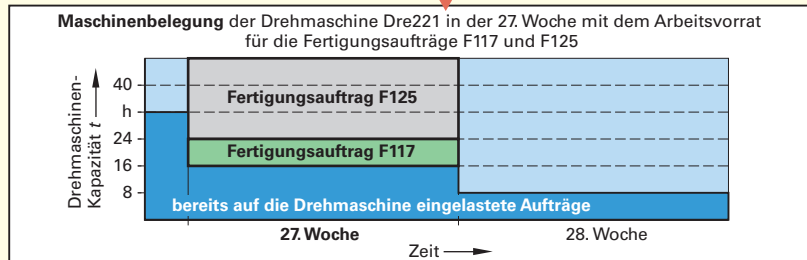 Maschinenbelegung der Drehmaschine Dre221 in der 27. Woche mit dem Arbeitsvorrat
für die Fertigungsaufträge F117 und F125
Drehmaschinen-
Kapazität t
40
h
24
16
8
Fertigungsauftrag F125
Fertigungsauftrag F117
bereits auf die Drehmaschine eingelastete Aufträge
27. Woche
28. Woche
Zeit